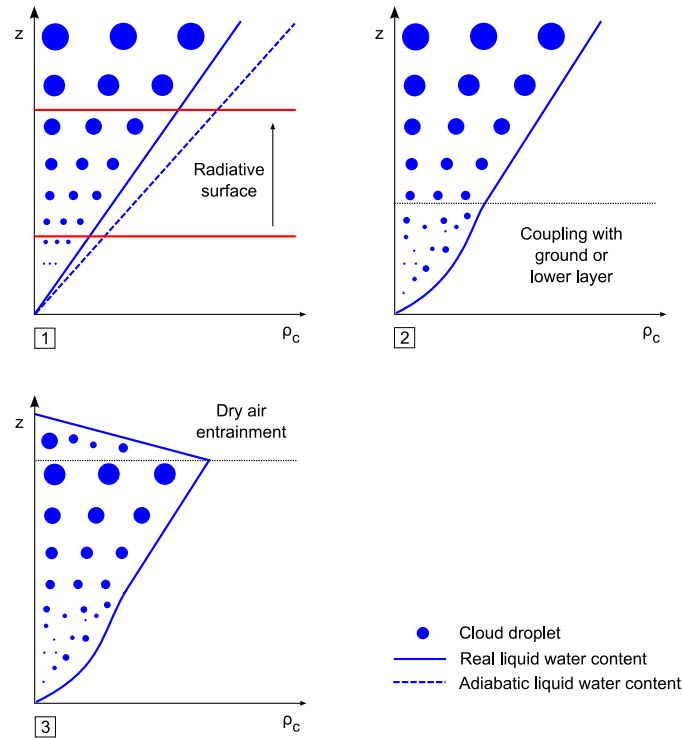 z
Radiative
surface
1
ρc
z
Coupling with
ground or
lower layer
2
ρc
z
Dry air
entrainment
3
ρc
Cloud droplet
Real liquid water content
Adiabatic liquid water content